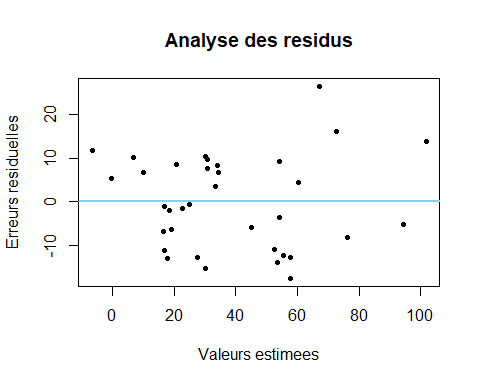 Analyse des residus
Erreurs residuelles
20
10
0
-10
0 20 40 60 80 100
Valeurs estimees